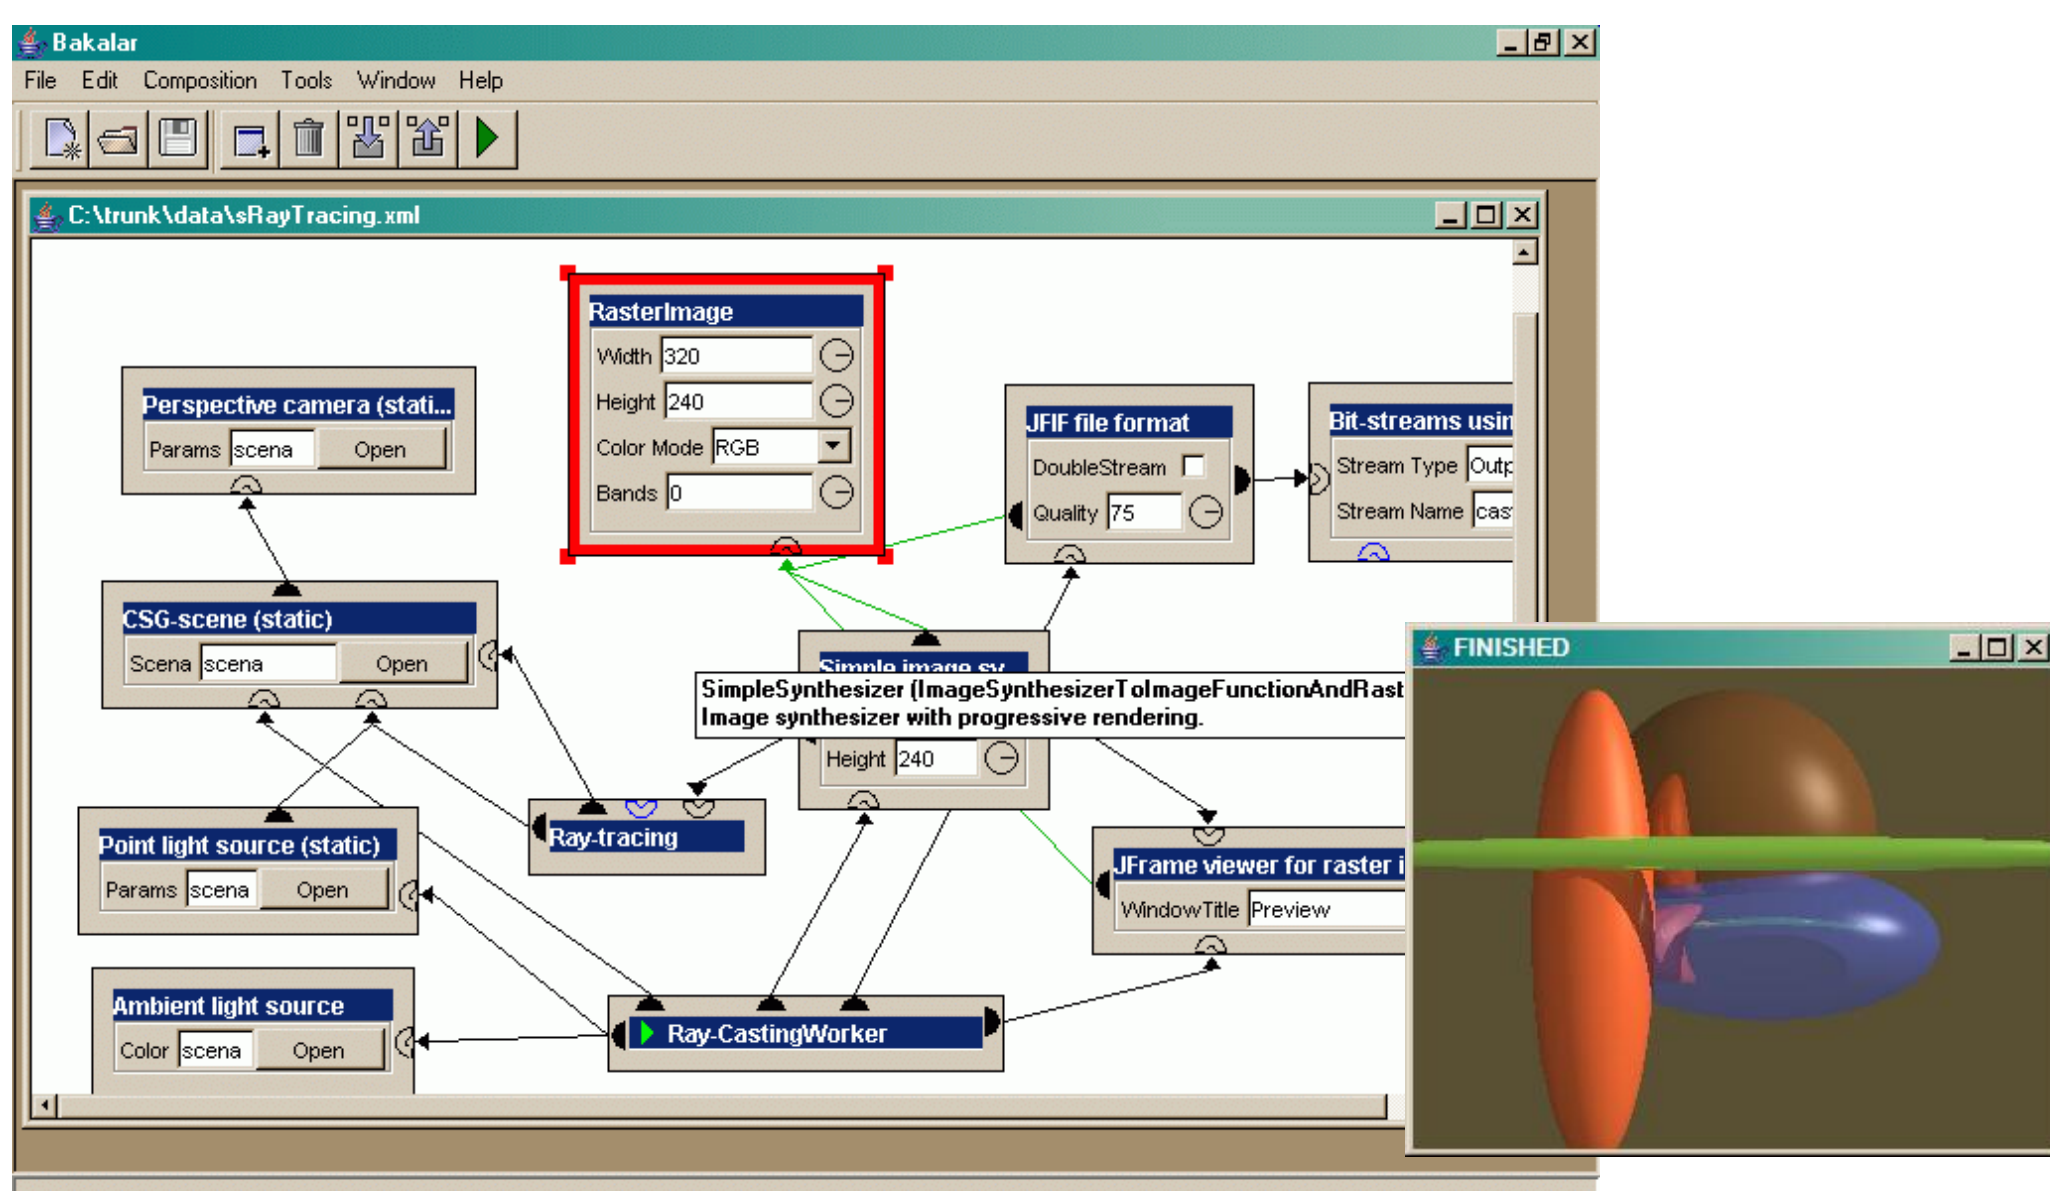 Bakalar
File Edit Composition Tools Window Help
C:\trunk\data\sRayTracing.xml
RasterImage
Width 320
Height 240
Color Mode RGB
Bands 0
Perspective camera (stati...
Params scena Open
JFIF file format
DoubleStream
Quality 75
Bit-streams usin
Stream Type Outp
Stream Name cas
CSG-scene (static)
Scena scena Open
Simple image sy
SimpleSynthesizer (ImageSynthesizerToImageFunctionAndRast
Image synthesizer with progressive rendering.
Height 240
FINISHED
Ray-tracing
Point light source (static)
Params scena Open
JFrame viewer for raster i
WindowTitle Preview
Ambient light source
Color scena Open
Ray-CastingWorker